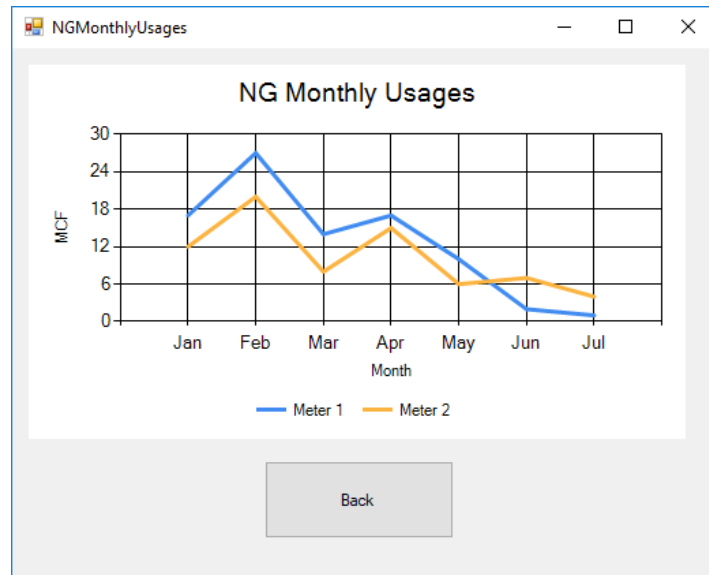 NGMonthlyUsages
NG Monthly Usages
MCF
30
24
18
12
6
0
Jan Feb Mar Apr May Jun Jul
Month
Meter 1 Meter 2
Back